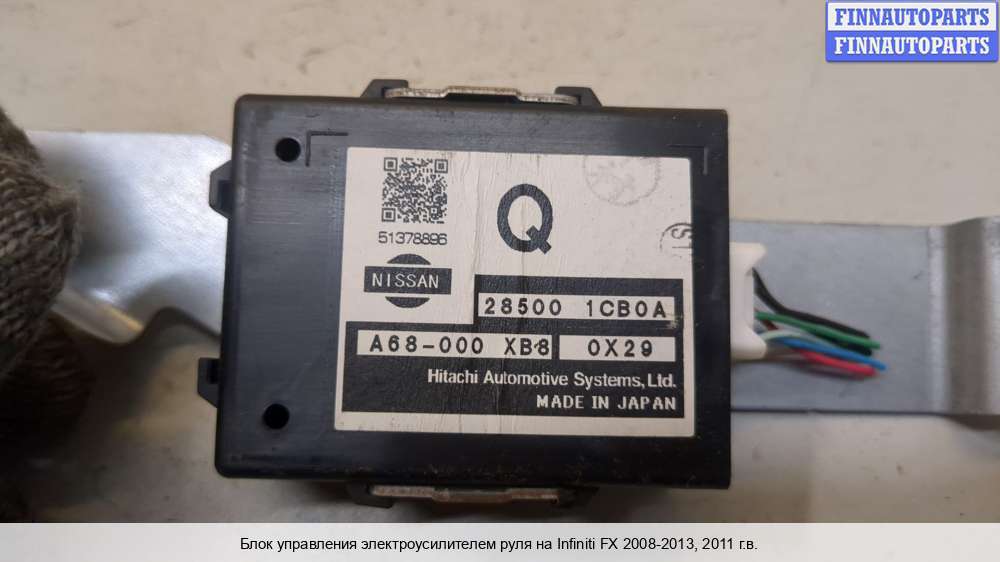 FINNAUTOPARTS
FINNAUTOPARTS
Q
51378896
NISSAN
28500 1CB0A
A68-000 XB8 0X29
Hitachi Automotive Systems, Ltd.
MADE IN JAPAN
Блок управления электроусилителем руля на Infiniti FX 2008-2013, 2011 г.в.